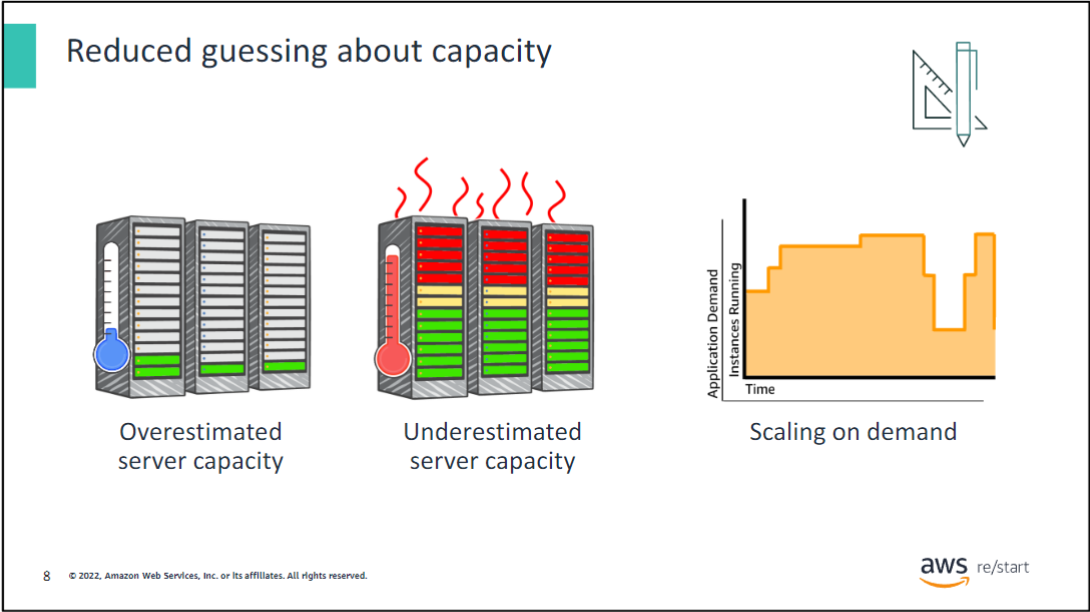 Reduced guessing about capacity
Application Demand
Instances Running
Time
Overestimated
server capacity
Underestimated
server capacity
Scaling on demand
8
© 2022, Amazon Web Services, Inc. or its affiliates. All rights reserved.
aws re/start